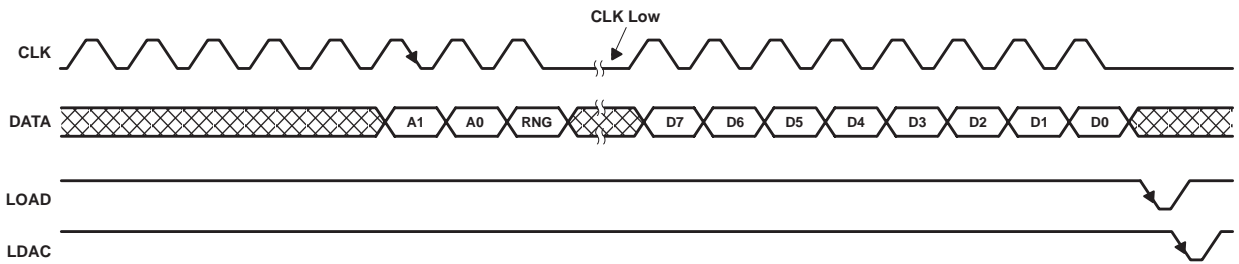 CLK Low
CLK
DATA A1 A0 RNG D7 D6 D5 D4 D3 D2 D1 D0
LOAD
LDAC